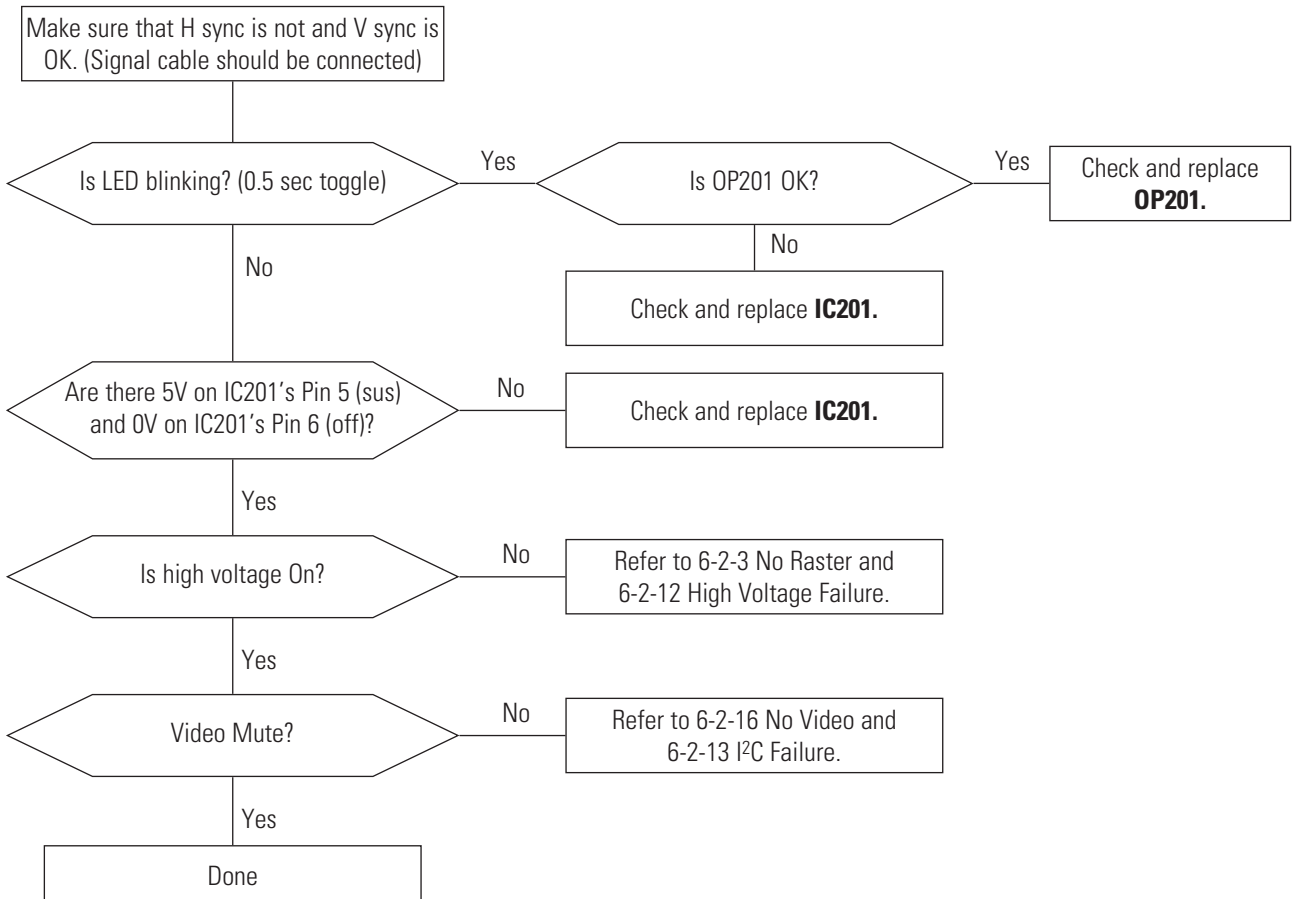 Make sure that H sync is not and V sync is
OK. (Signal cable should be connected)
Is LED blinking? (0.5 sec toggle)
Yes
Is OP201 OK?
Yes
Check and replace
OP201.
No
No
Check and replace IC201.
Are there 5V on IC201's Pin 5 (sus)
and 0V on IC201's Pin 6 (off)?
No
Check and replace IC201.
Yes
Is high voltage On?
No
Refer to 6-2-3 No Raster and
6-2-12 High Voltage Failure.
Yes
Video Mute?
No
Refer to 6-2-16 No Video and
6-2-13 I²C Failure.
Yes
Done